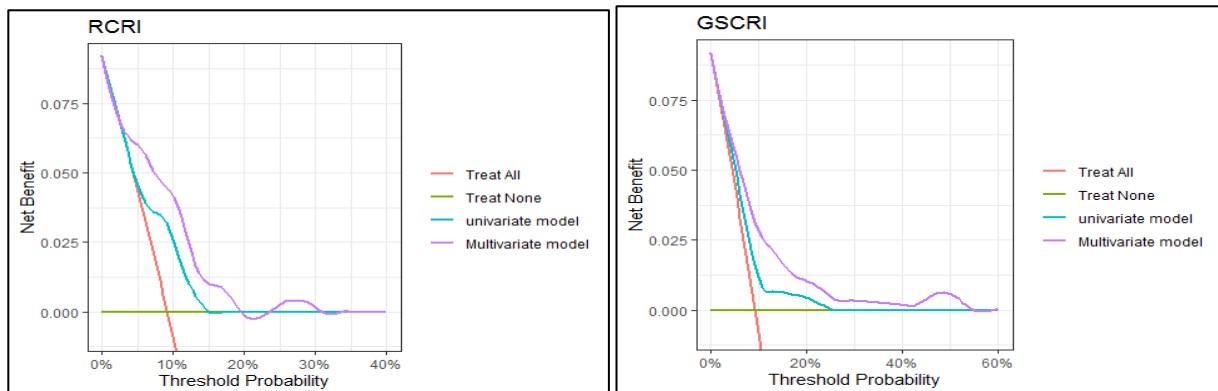 RCRI
Net Benefit
0.075
0.050
0.025
0.000
0%
10%
20%
30%
40%
Threshold Probability
Treat All
Treat None
univariate model
Multivariate model
GSCRI
Net Benefit
0.075
0.050
0.025
0.000
0%
20%
40%
60%
Threshold Probability
Treat All
Treat None
univariate model
Multivariate model